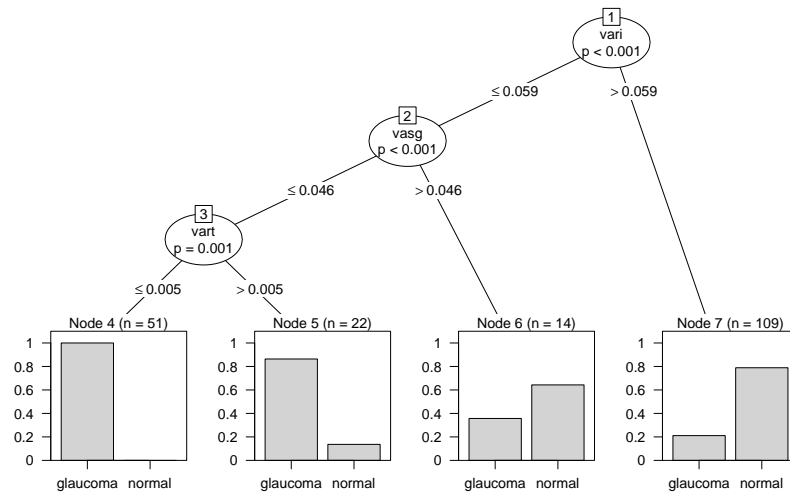 1
vari
p < 0.001
≤ 0.059
> 0.059
2
vasg
p < 0.001
≤ 0.046
> 0.046
3
vart
p = 0.001
≤ 0.005
> 0.005
Node 4 (n = 51)
1
0.8
0.6
0.4
0.2
0
glaucoma normal
Node 5 (n = 22)
1
0.8
0.6
0.4
0.2
0
glaucoma normal
Node 6 (n = 14)
1
0.8
0.6
0.4
0.2
0
glaucoma normal
Node 7 (n = 109)
1
0.8
0.6
0.4
0.2
0
glaucoma normal